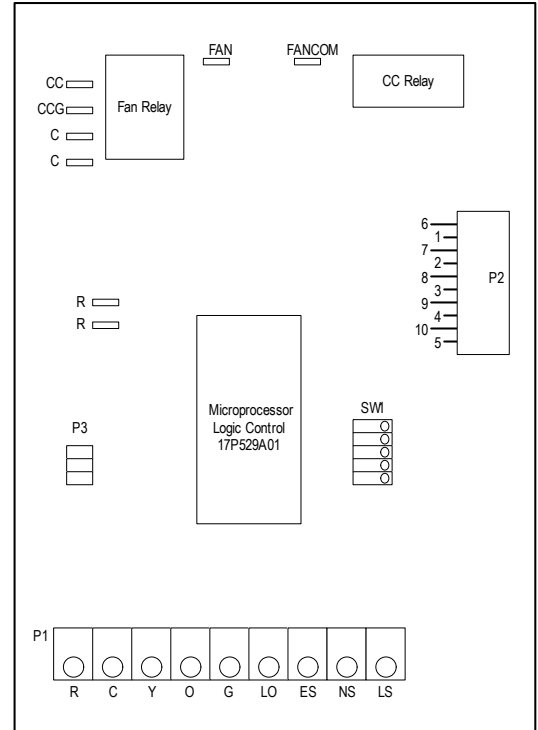 FAN
FANCOM
CC
CCG
C
C
Fan Relay
CC Relay
6
1
7
2
8
3
9
4
10
5
P2
R
R
P3
Microprocessor
Logic Control
17P529A01
SW1
P1
R C Y O G LO ES NS LS